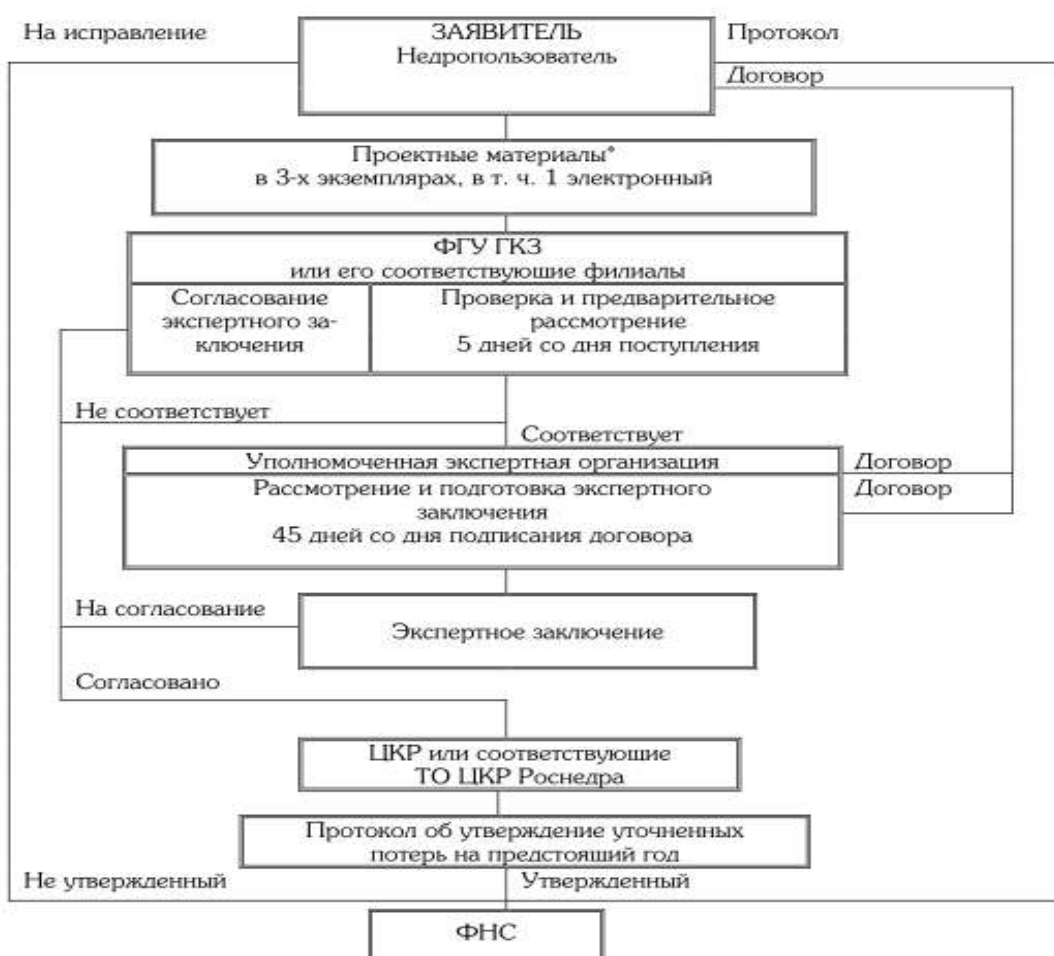 На исправление
ЗАЯВИТЕЛЬ
Недропользователь
Протокол
Договор
Проектные материалы*
в 3-х экземплярах, в т. ч. 1 электронный
ФГУ ГКЗ
или его соответствующие филиалы
Согласование
экспертного за-
ключения
Проверка и предварительное
рассмотрение
5 дней со дня поступления
Не соответствует
Соответствует
Уполномоченная экспертная организация
Договор
Рассмотрение и подготовка экспертного
заключения
45 дней со дня подписания договора
Договор
На согласование
Экспертное заключение
Согласовано
ЦКР или соответствующие
ТО ЦКР Роснедра
Протокол об утверждение уточненных
потерь на предстоящий год
Не утвержденный
Утвержденный
ФНС